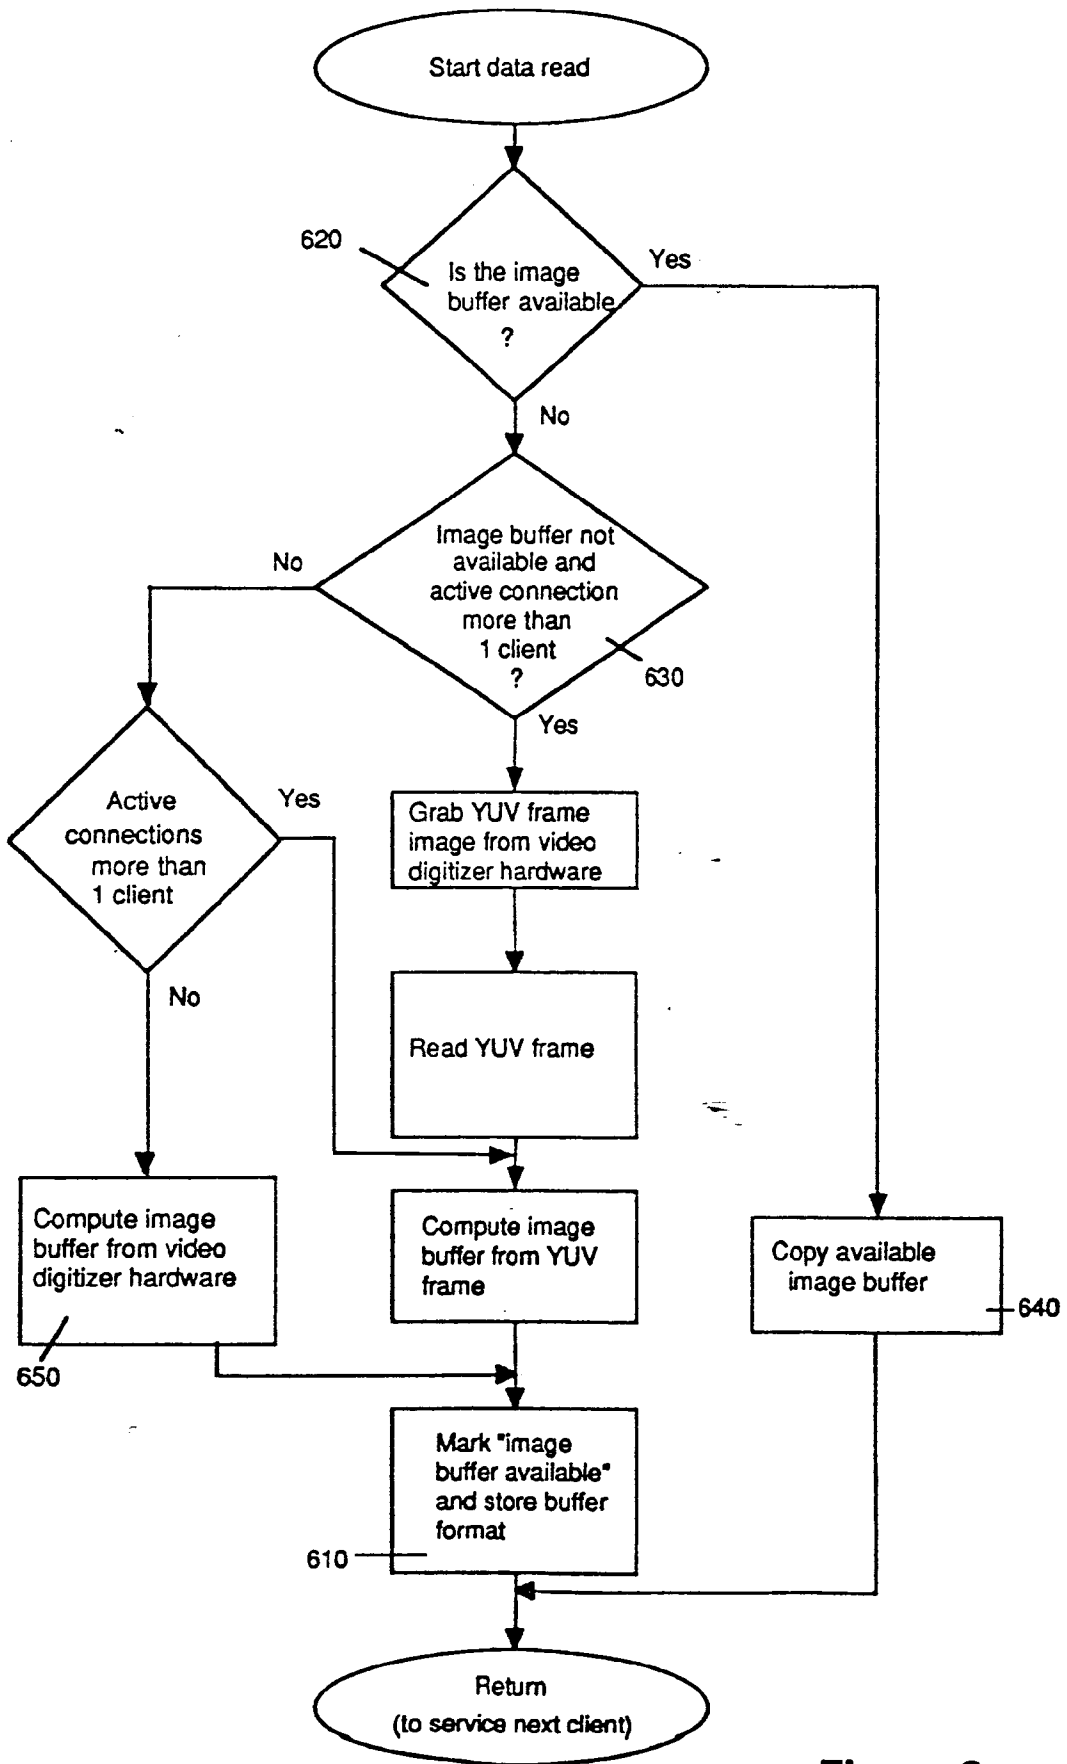 Start data read
620
Is the image
buffer available
?
Yes
No
Image buffer not
available and
active connection
more than
1 client
?
No
630
Yes
Active
connections
more than
1 client
Yes
No
Grab YUV frame
image from video
digitizer hardware
Read YUV frame
Compute image
buffer from video
digitizer hardware
650
Compute image
buffer from YUV
frame
Copy available
image buffer
640
Mark "image
buffer available"
and store buffer
format
610
Return
(to service next client)